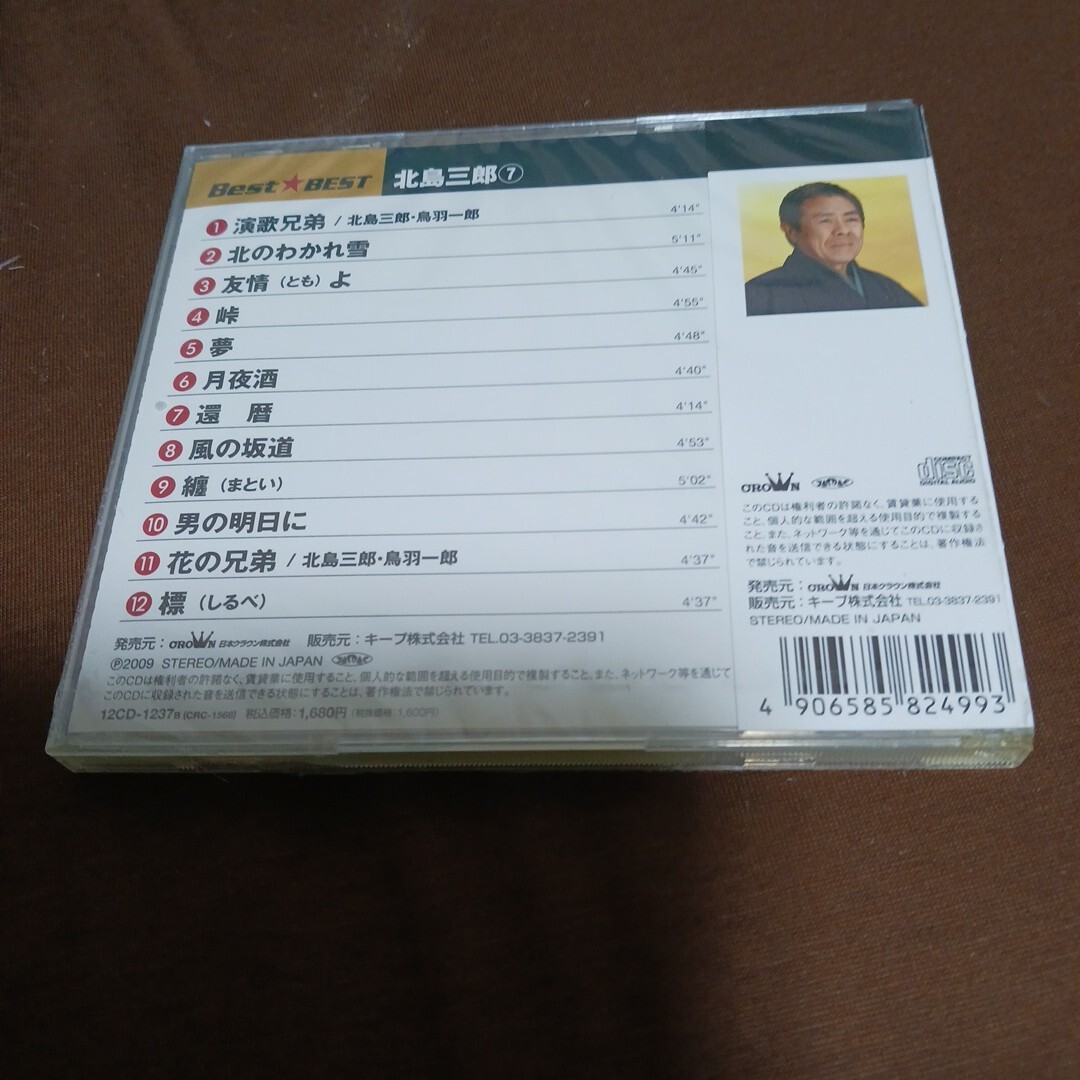 Best★BEST 北島三郎⑦
1 演歌兄弟 / 北島三郎・鳥羽一郎 4'14"
2 北のわかれ雪 5'11"
3 友情(とも)よ 4'45"
4 峠 4'55"
5 夢 4'48"
6 月夜酒 4'40"
7 還 暦 4'14"
8 風の坂道 4'53"
9 纏(まとい) 5'02"
10 男の明日に 4'42"
11 花の兄弟 / 北島三郎・鳥羽一郎 4'37"
12 標(しるべ) 4'37"
発売元:CROWN 日本クラウン株式会社 販売元:キープ株式会社 TEL.03-3837-2391
Ⓟ2009 STEREO/MADE IN JAPAN
このCDは権利者の許諾なく、賃貸業に使用すること、個人的な範囲を超える使用目的で複製すること、また、ネットワーク等を通じて
このCDに収録された音を送信できる状態にすることは、著作権法で禁じられています。
12CD-1237B (CRC-1568) 税込価格:1,680円 (税抜価格:1,600円)
CROWN
COMPACT
disc
DIGITAL AUDIO
このCDは権利者の許諾なく、賃貸業に使用する
こと、個人的な範囲を超える使用目的で複製する
こと、また、ネットワーク等を通じてこのCDに収録さ
れた音を送信できる状態にすることは、著作権法
で禁じられています。
発売元:CROWN 日本クラウン株式会社
販売元:キープ株式会社 TEL.03-3837-2391
STEREO/MADE IN JAPAN
4 906585 824993